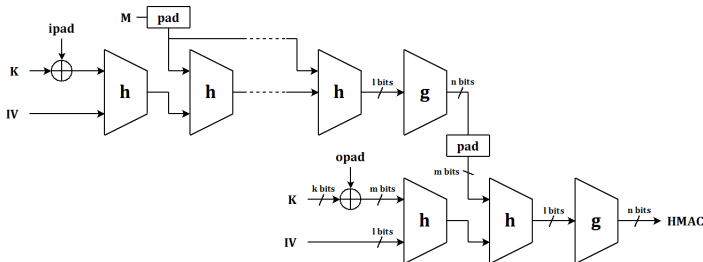 M
pad
ipad
K
IV
h
h
h
l bits
g
n bits
pad
m bits
opad
K
k bits
m bits
IV
l bits
h
h
l bits
g
n bits
HMAC